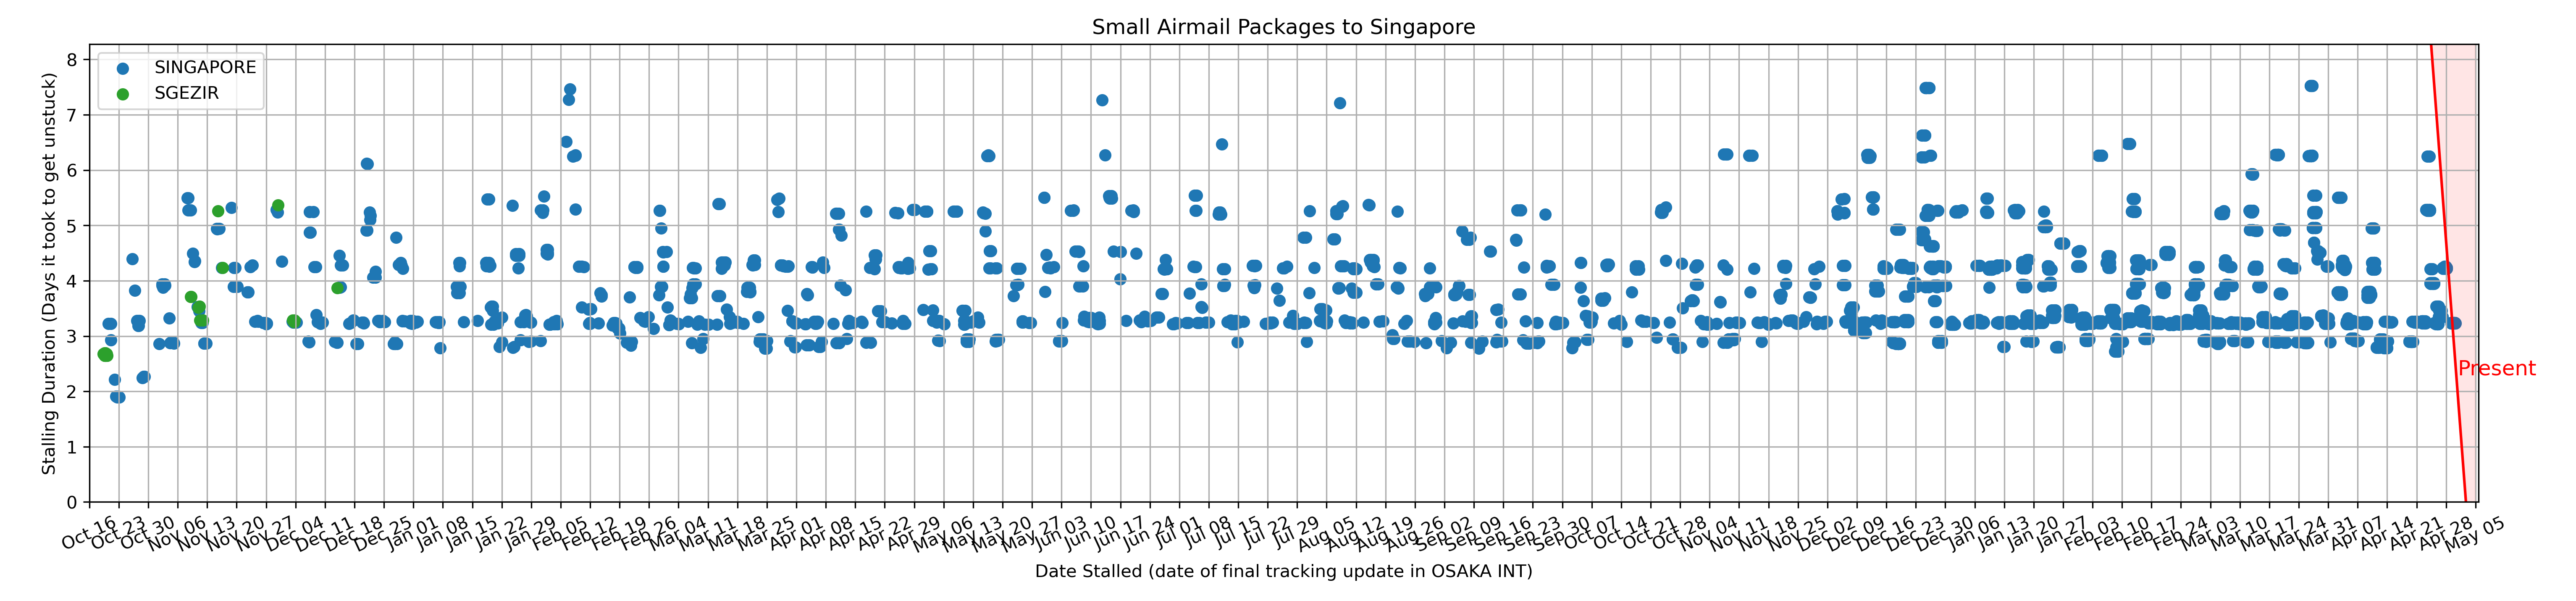 Small Airmail Packages to Singapore
SINGAPORE
SGEZIR
Stalling Duration (Days it took to get unstuck)
8
7
6
5
4
3
2
1
0
Present
Oct 16 Oct 23 Oct 30 Nov 06 Nov 13 Nov 20 Nov 27 Dec 04 Dec 11 Dec 18 Dec 25 Jan 01 Jan 08 Jan 15 Jan 22 Jan 29 Feb 05 Feb 12 Feb 19 Feb 26 Mar 04 Mar 11 Mar 18 Mar 25 Apr 01 Apr 08 Apr 15 Apr 22 Apr 29 May 06 May 13 May 20 May 27 Jun 03 Jun 10 Jun 17 Jun 24 Jul 01 Jul 08 Jul 15 Jul 22 Jul 29 Aug 05 Aug 12 Aug 19 Aug 26 Sep 02 Sep 09 Sep 16 Sep 23 Sep 30 Oct 07 Oct 14 Oct 21 Oct 28 Nov 04 Nov 11 Nov 18 Nov 25 Dec 02 Dec 09 Dec 16 Dec 23 Dec 30 Jan 06 Jan 13 Jan 20 Jan 27 Feb 03 Feb 10 Feb 17 Feb 24 Mar 03 Mar 10 Mar 17 Mar 24 Mar 31 Apr 07 Apr 14 Apr 21 Apr 28 May 05
Date Stalled (date of final tracking update in OSAKA INT)